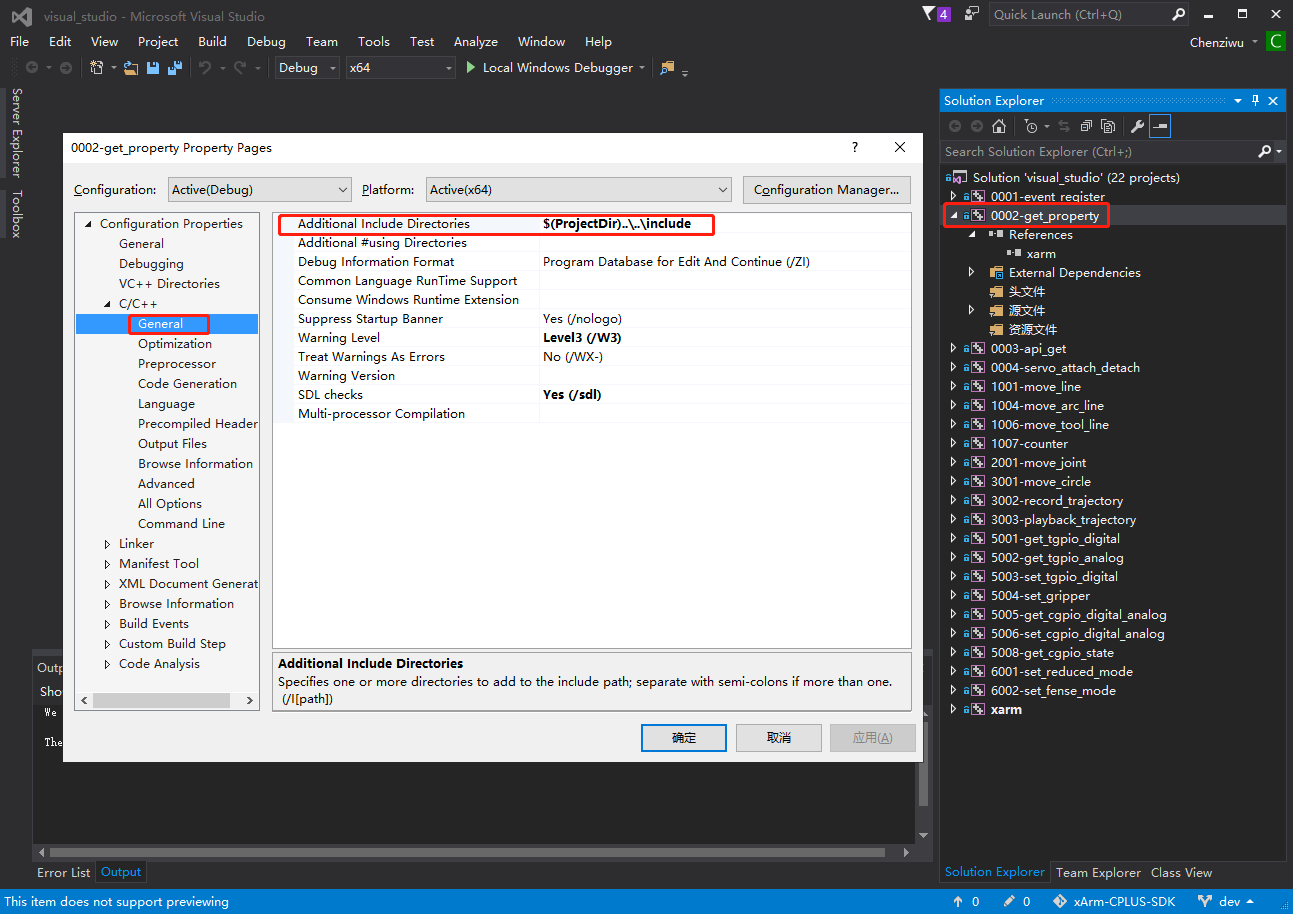 visual_studio - Microsoft Visual Studio
4
Quick Launch (Ctrl+Q)
File Edit View Project Build Debug Team Tools Test Analyze Window Help
Chenziwu C
Debug x64 Local Windows Debugger
Server Explorer
Toolbox
0002-get_property Property Pages
?
Configuration: Active(Debug) Platform: Active(x64) Configuration Manager...
Configuration Properties
General
Debugging
VC++ Directories
C/C++
General
Optimization
Preprocessor
Code Generation
Language
Precompiled Header
Output Files
Browse Information
Advanced
All Options
Command Line
Linker
Manifest Tool
XML Document Generat
Browse Information
Build Events
Custom Build Step
Code Analysis
Additional Include Directories $(ProjectDir)..\..\include
Additional #using Directories
Debug Information Format Program Database for Edit And Continue (/ZI)
Common Language RunTime Support
Consume Windows Runtime Extension
Suppress Startup Banner Yes (/nologo)
Warning Level Level3 (/W3)
Treat Warnings As Errors No (/WX-)
Warning Version
SDL checks Yes (/sdl)
Multi-processor Compilation
Additional Include Directories
Specifies one or more directories to add to the include path; separate with semi-colons if more than one.
(/I[path])
确定 取消 应用(A)
Outp
Sho
We
The
Error List Output
Solution Explorer
Search Solution Explorer (Ctrl+;)
Solution 'visual_studio' (22 projects)
0001-event_register
0002-get_property
References
xarm
External Dependencies
头文件
源文件
资源文件
0003-api_get
0004-servo_attach_detach
1001-move_line
1004-move_arc_line
1006-move_tool_line
1007-counter
2001-move_joint
3001-move_circle
3002-record_trajectory
3003-playback_trajectory
5001-get_tgpio_digital
5002-get_tgpio_analog
5003-set_tgpio_digital
5004-set_gripper
5005-get_cgpio_digital_analog
5006-set_cgpio_digital_analog
5008-get_cgpio_state
6001-set_reduced_mode
6002-set_fense_mode
xarm
Solution Explorer Team Explorer Class View
This item does not support previewing
0 0 xArm-CPLUS-SDK dev